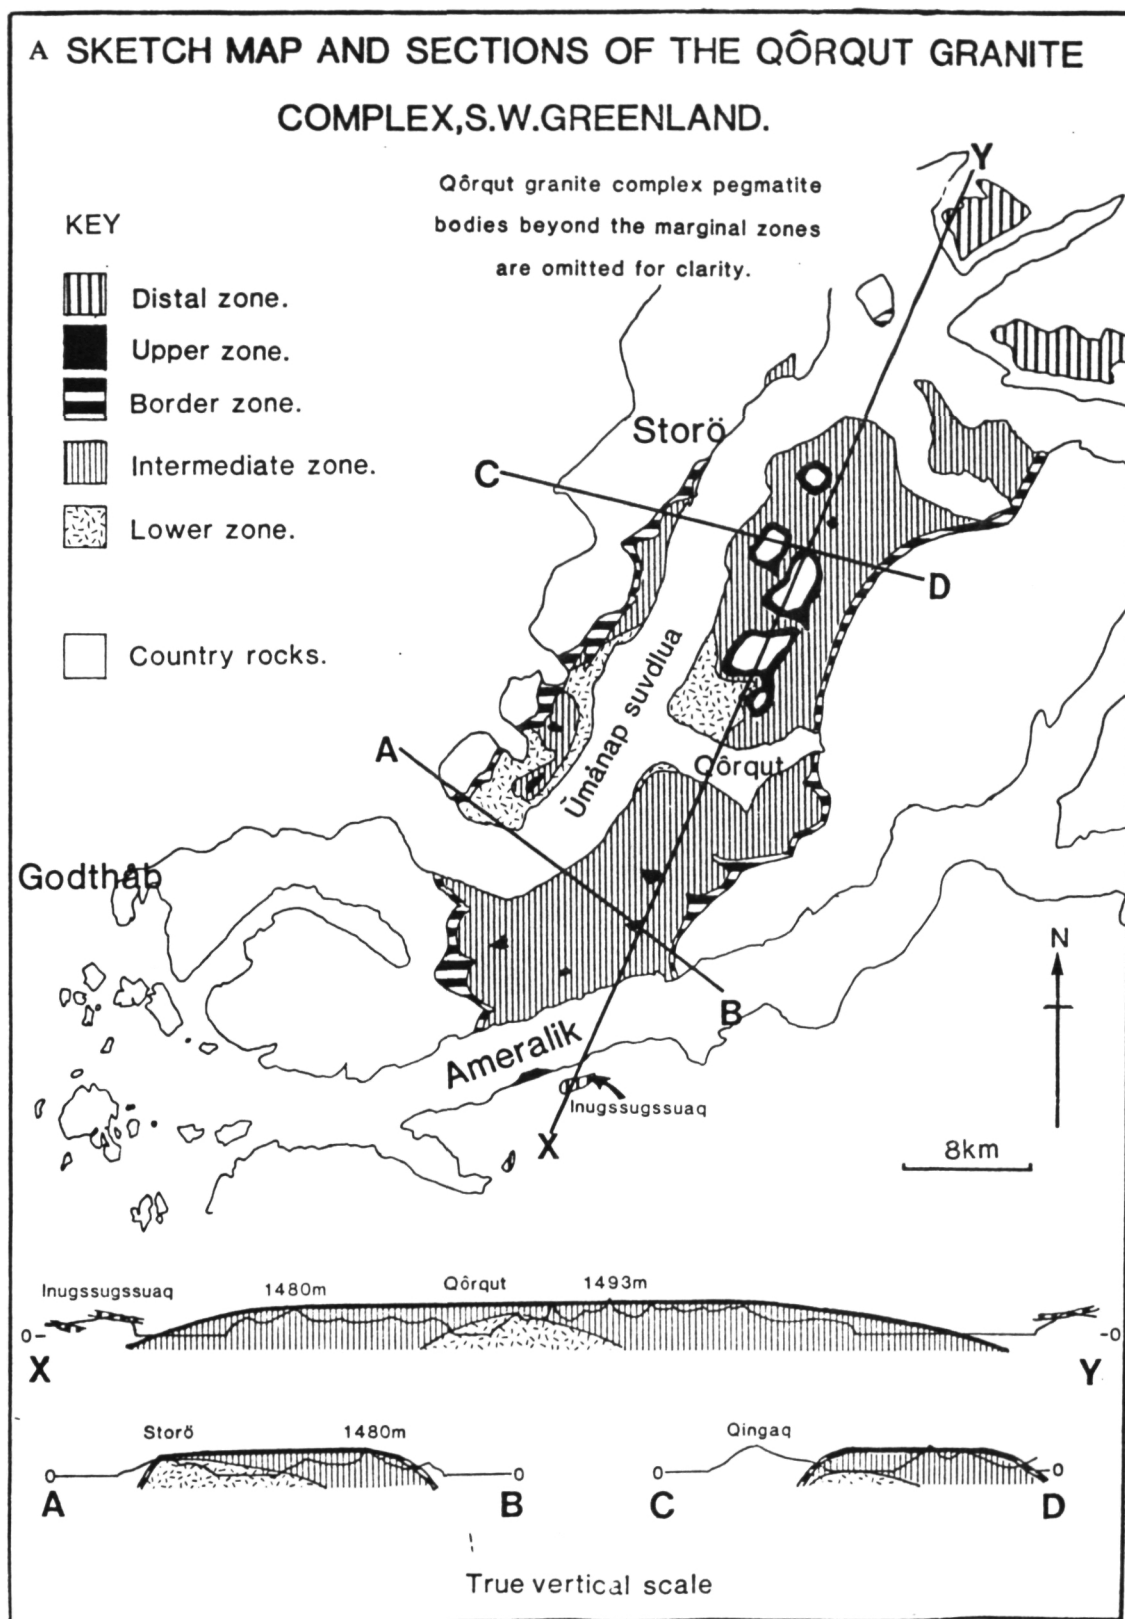 A SKETCH MAP AND SECTIONS OF THE QÔRQUT GRANITE
COMPLEX,S.W.GREENLAND.
Qôrqut granite complex pegmatite
bodies beyond the marginal zones
are omitted for clarity.
KEY
Distal zone.
Upper zone.
Border zone.
Intermediate zone.
Lower zone.
Country rocks.
Y
Storö
C
D
Ũmánap suvdlua
A
Qôrqut
Godthåb
B
N
Ameralik
Inugssugssuaq
X
8km
Inugssugssuaq
1480m
Qôrqut
1493m
0-
-0
X
Y
Storö
1480m
Qingaq
0
0
0
0
A
B
C
D
True vertical scale